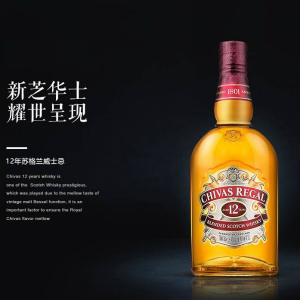 新芝华士
耀世呈现
12年苏格兰威士忌
Chivas 12 years whisky is
one of the Scotch Whisky prestigious,
which was played due to the mellow taste of
vintage malt Bessel function, it is an
important factor to ensure the Royal
Chivas flavor mellow
1801
CHIVAS REGAL
12
BLENDED SCOTCH WHISKY